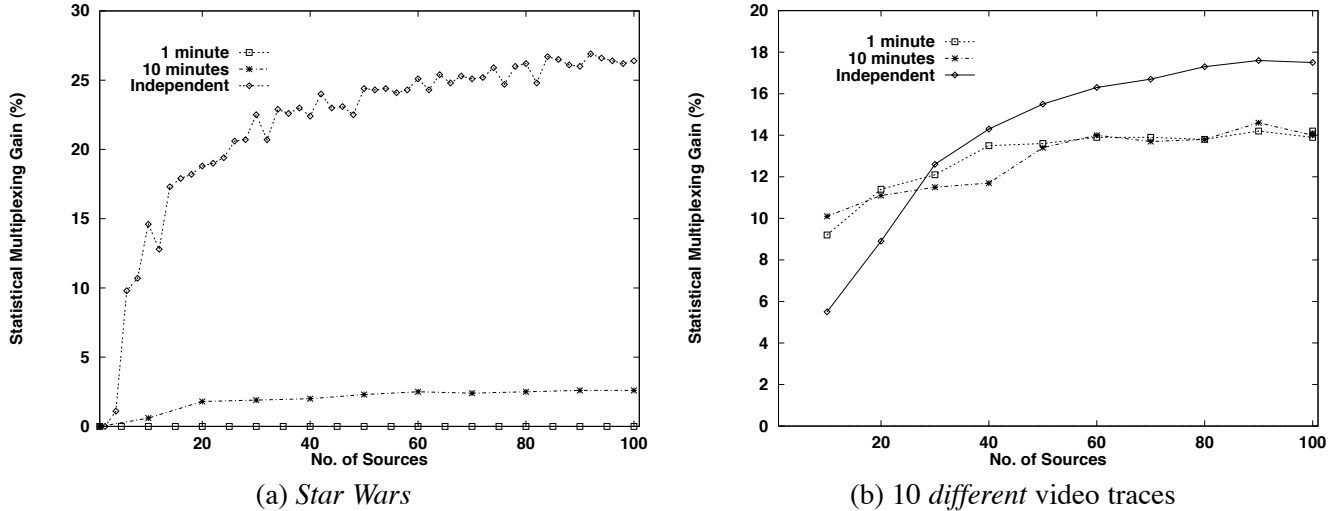 30
25
20
15
10
5
0
Statistical Multiplexing Gain (%)
1 minute
10 minutes
Independent
20 40 60 80 100
No. of Sources
(a) Star Wars
20
18
16
14
12
10
8
6
4
2
0
Statistical Multiplexing Gain (%)
1 minute
10 minutes
Independent
20 40 60 80 100
No. of Sources
(b) 10 different video traces